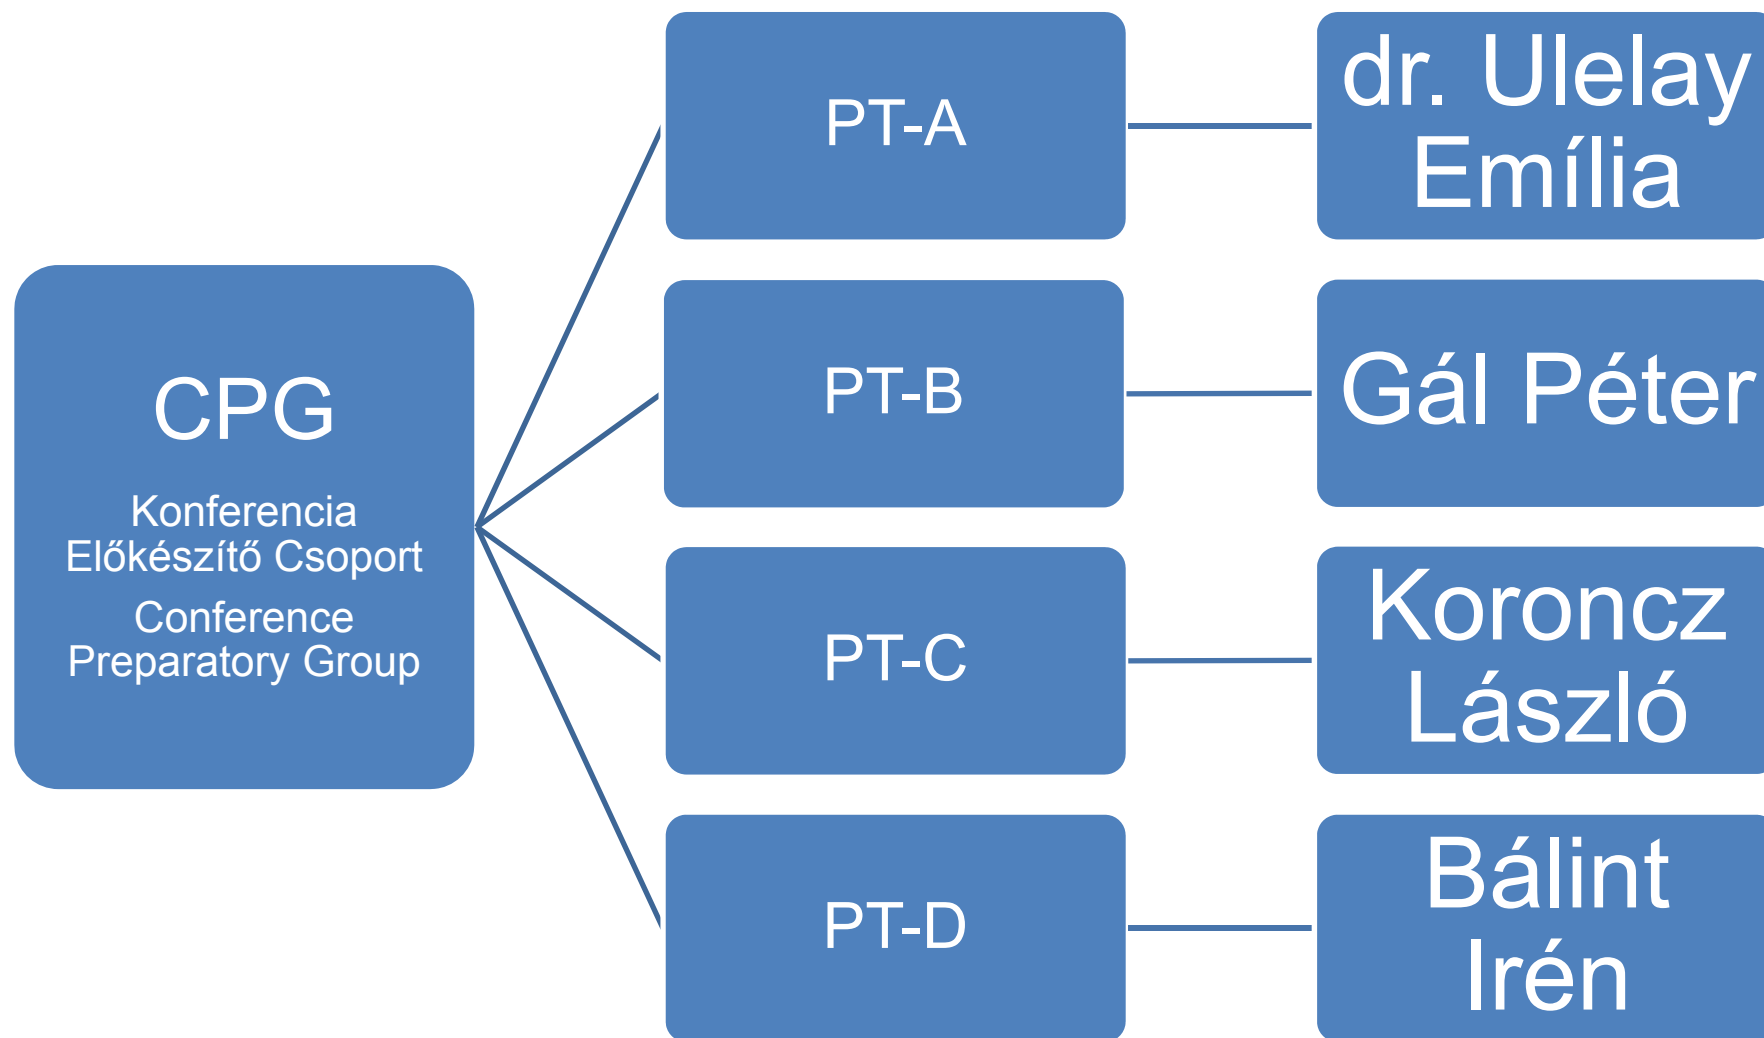 CPG
Konferencia
Előkészítő Csoport
Conference
Preparatory Group
PT-A
dr. Ulelay
Emília
PT-B
Gál Péter
PT-C
Koroncz
László
PT-D
Bálint
Irén